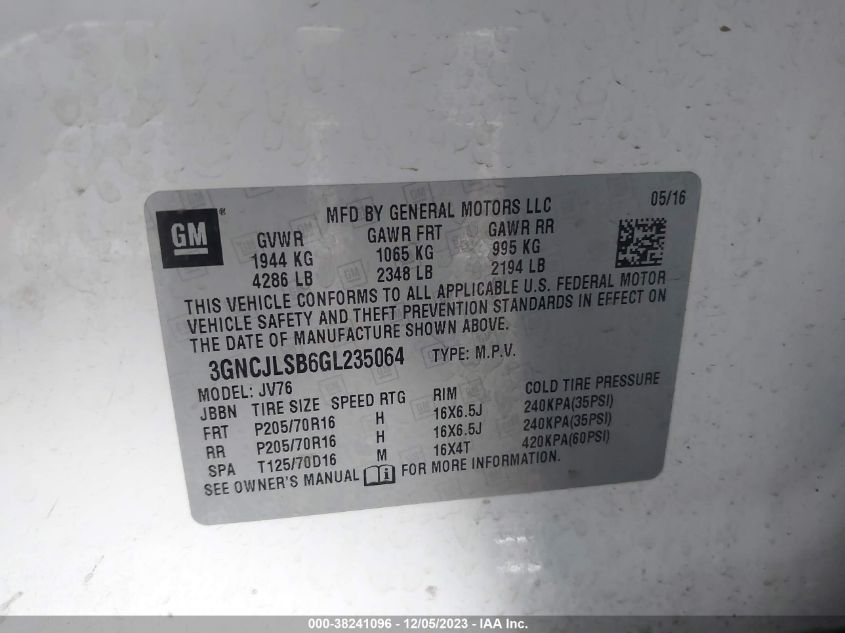 GM ®
MFD BY GENERAL MOTORS LLC 05/16
GVWR GAWR FRT GAWR RR
1944 KG 1065 KG 995 KG
4286 LB 2348 LB 2194 LB
THIS VEHICLE CONFORMS TO ALL APPLICABLE U.S. FEDERAL MOTOR
VEHICLE SAFETY AND THEFT PREVENTION STANDARDS IN EFFECT ON
THE DATE OF MANUFACTURE SHOWN ABOVE.
3GNCJLSB6GL235064 TYPE: M.P.V.
MODEL: JV76
JBBN TIRE SIZE SPEED RTG RIM COLD TIRE PRESSURE
FRT P205/70R16 H 16X6.5J 240KPA(35PSI)
RR P205/70R16 H 16X6.5J 240KPA(35PSI)
SPA T125/70D16 M 16X4T 420KPA(60PSI)
SEE OWNER'S MANUAL FOR MORE INFORMATION.
000-38241096 - 12/05/2023 - IAA Inc.